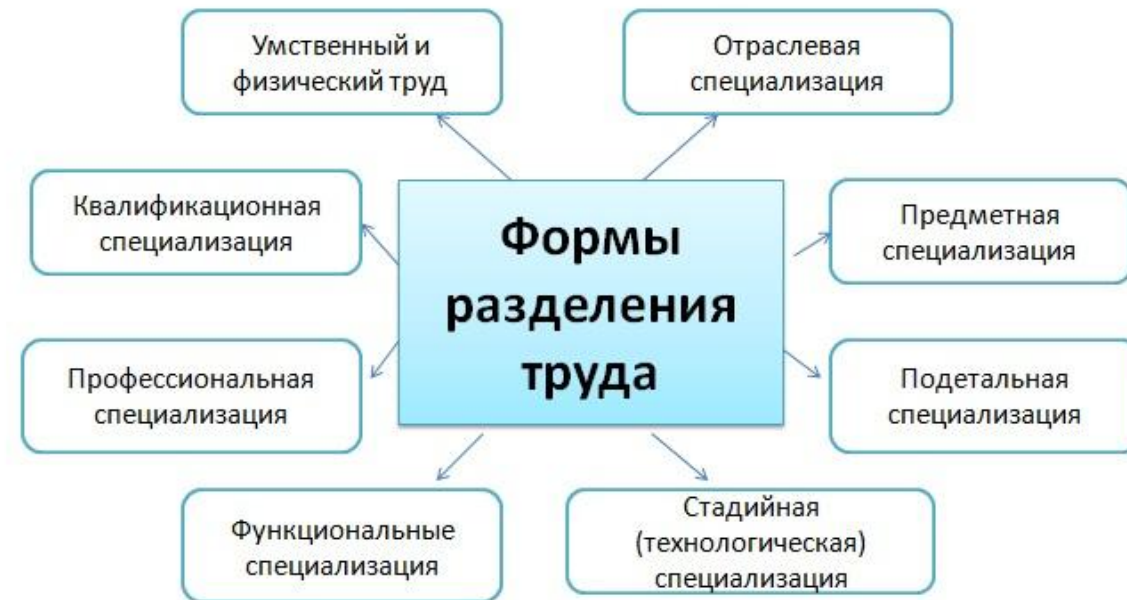 Умственный и
физический труд
Отраслевая
специализация
Квалификационная
специализация
Формы
разделения
труда
Предметная
специализация
Профессиональная
специализация
Подетальная
специализация
Функциональные
специализация
Стадийная
(технологическая)
специализация